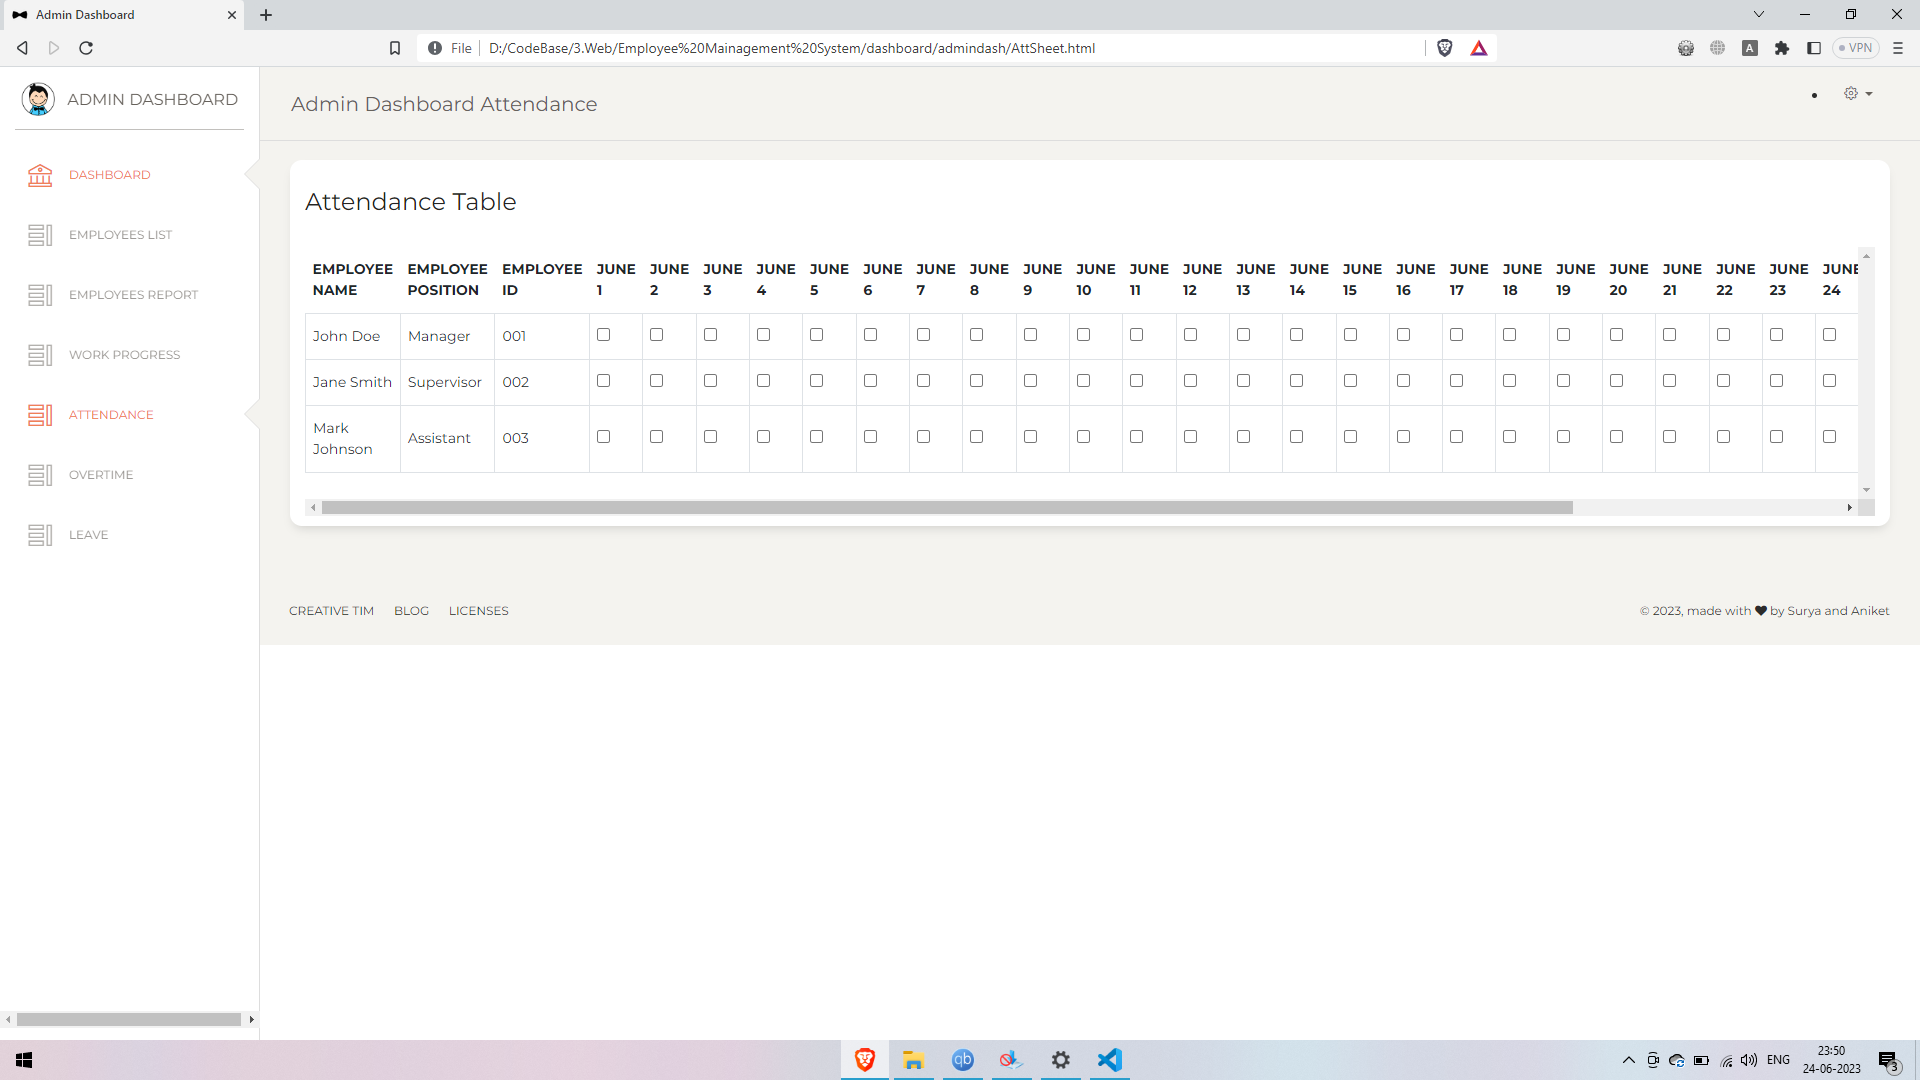 Admin Dashboard
File D:/CodeBase/3.Web/Employee%20Mainagement%20System/dashboard/admindash/AttSheet.html
A
VPN
ADMIN DASHBOARD
Admin Dashboard Attendance
DASHBOARD
EMPLOYEES LIST
EMPLOYEES REPORT
WORK PROGRESS
ATTENDANCE
OVERTIME
LEAVE
Attendance Table
EMPLOYEE NAME EMPLOYEE POSITION EMPLOYEE ID JUNE 1 JUNE 2 JUNE 3 JUNE 4 JUNE 5 JUNE 6 JUNE 7 JUNE 8 JUNE 9 JUNE 10 JUNE 11 JUNE 12 JUNE 13 JUNE 14 JUNE 15 JUNE 16 JUNE 17 JUNE 18 JUNE 19 JUNE 20 JUNE 21 JUNE 22 JUNE 23 JUNE 24
John Doe Manager 001
Jane Smith Supervisor 002
Mark Johnson Assistant 003
CREATIVE TIM BLOG LICENSES
© 2023, made with ♥ by Surya and Aniket
qb
ENG
23:50
24-06-2023
3